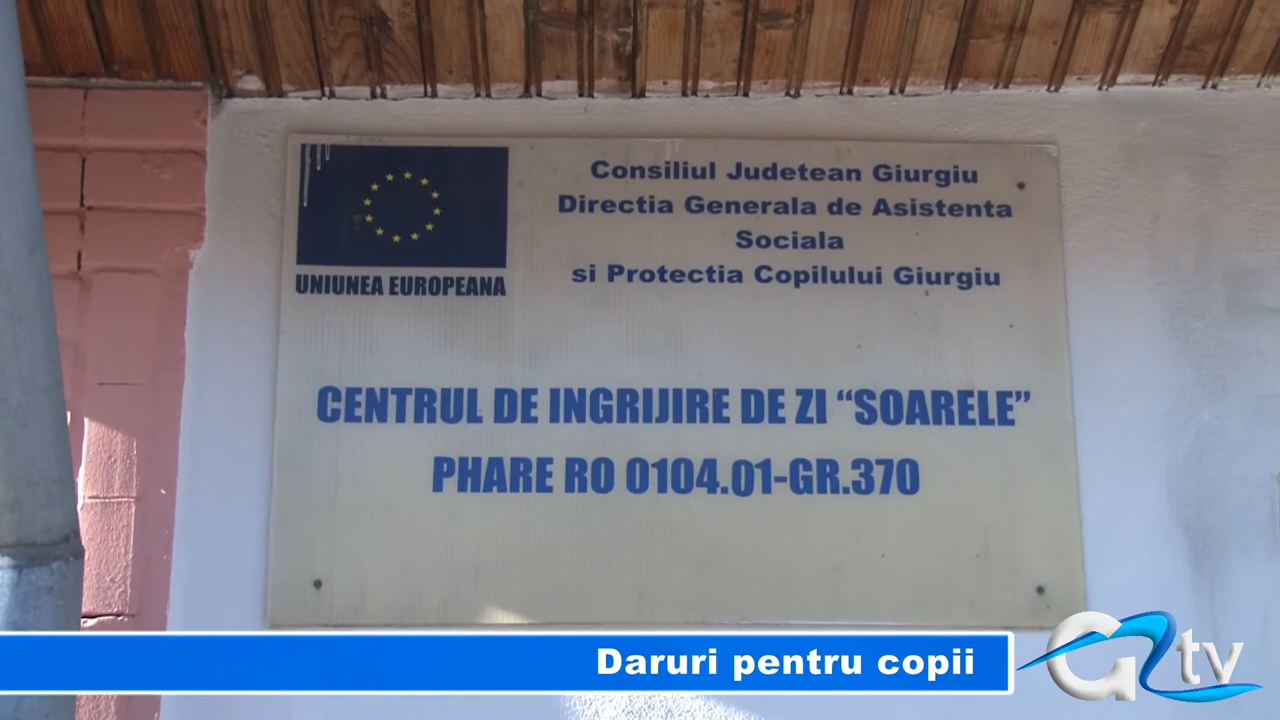 Consiliul Judetean Giurgiu
Directia Generala de Asistenta
Sociala
si Protectia Copilului Giurgiu
UNIUNEA EUROPEANA
CENTRUL DE INGRIJIRE DE ZI “SOARELE”
PHARE RO 0104.01-GR.370
Daruri pentru copii
G2 tv